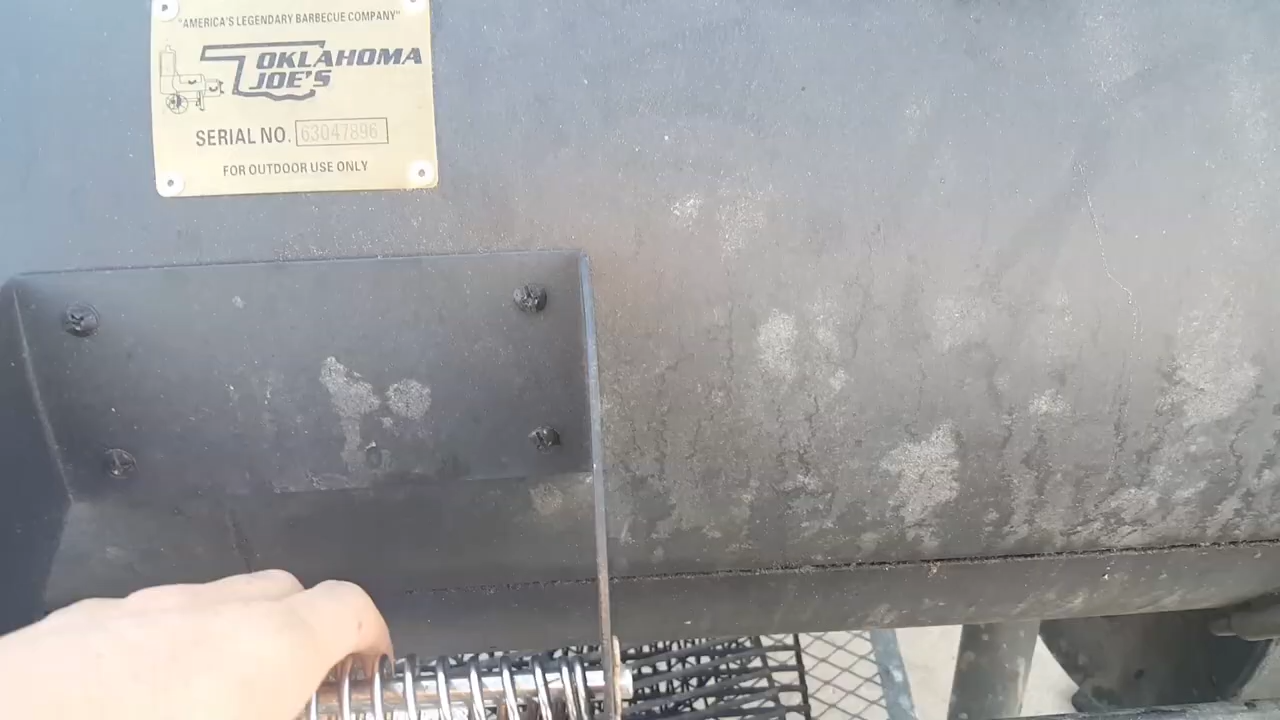 "AMERICA'S LEGENDARY BARBECUE COMPANY"
OKLAHOMA
JOE'S
SERIAL NO. 63047896
FOR OUTDOOR USE ONLY